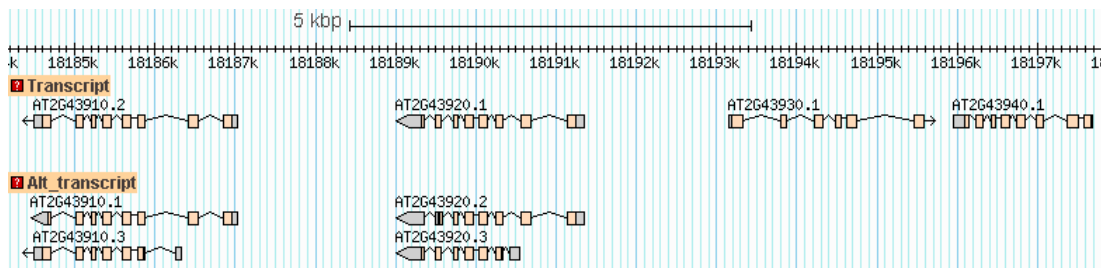 5 kbp
k 18185k 18186k 18187k 18188k 18189k 18190k 18191k 18192k 18193k 18194k 18195k 18196k 18197k
? Transcript
AT2G43910.2 AT2G43920.1 AT2G43930.1 AT2G43940.1
? Alt_transcript
AT2G43910.1 AT2G43920.2
AT2G43910.3 AT2G43920.3